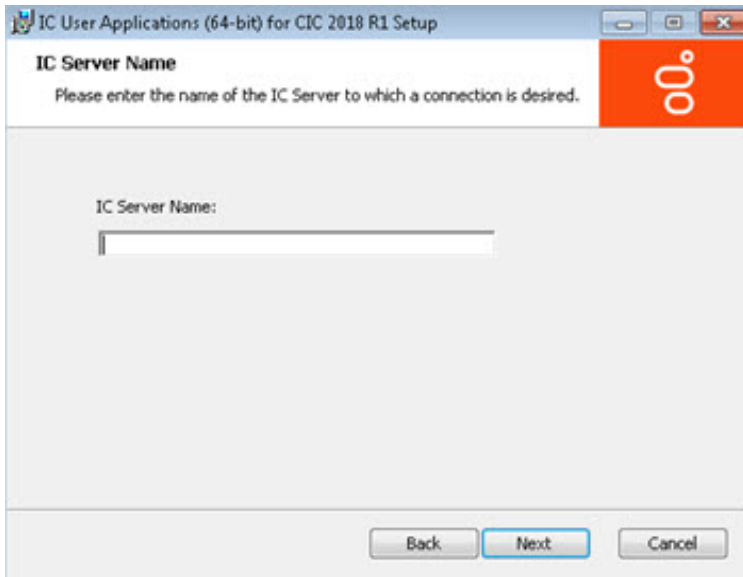 IC User Applications (64-bit) for CIC 2018 R1 Setup
IC Server Name
Please enter the name of the IC Server to which a connection is desired.
IC Server Name:
Back Next Cancel